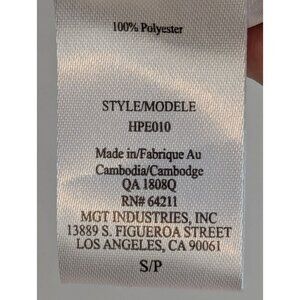 100% Polyester
STYLE/MODELE
HPE010
Made in/Fabrique Au
Cambodia/Cambodge
QA 1808Q
RN# 64211
MGT INDUSTRIES, INC
13889 S. FIGUEROA STREET
LOS ANGELES, CA 90061
S/P